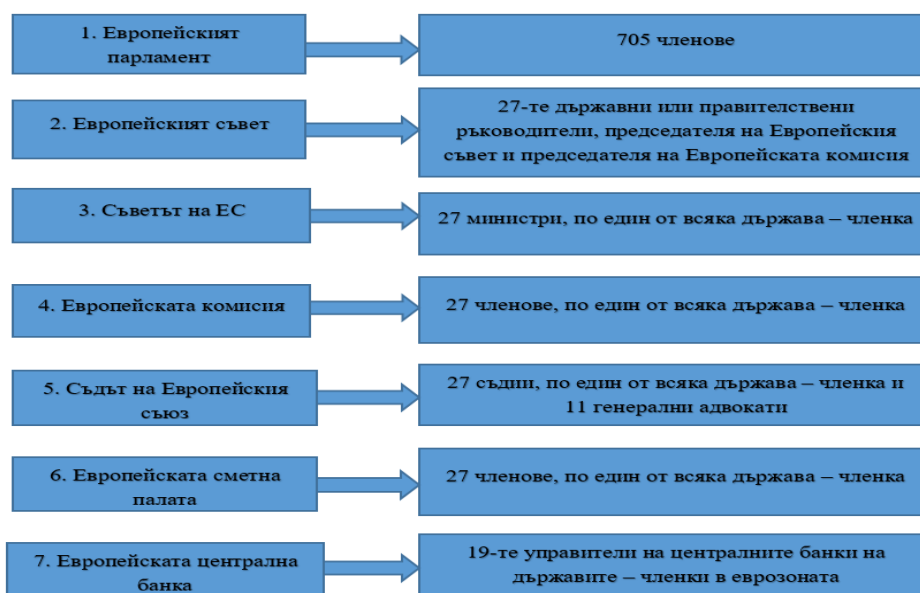 1. Европейският
парламент
705 членове
2. Европейският съвет
27-те държавни или правителствени
ръководители, председателя на Европейския
съвет и председателя на Европейската комисия
3. Съветът на ЕС
27 министри, по един от всяка държава – членка
4. Европейската комисия
27 членове, по един от всяка държава – членка
5. Съдът на Европейския
съюз
27 съдии, по един от всяка държава – членка и
11 генерални адвокати
6. Европейската сметна
палата
27 членове, по един от всяка държава – членка
7. Европейската централна
банка
19-те управители на централните банки на
държавите – членки в еврозоната